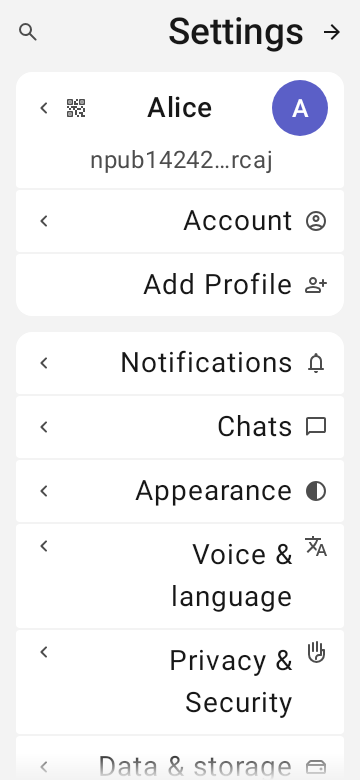 Settings
Alice
A
npub14242…rcaj
Account
Add Profile
Notifications
Chats
Appearance
Voice &
language
Privacy &
Security
Data & storage